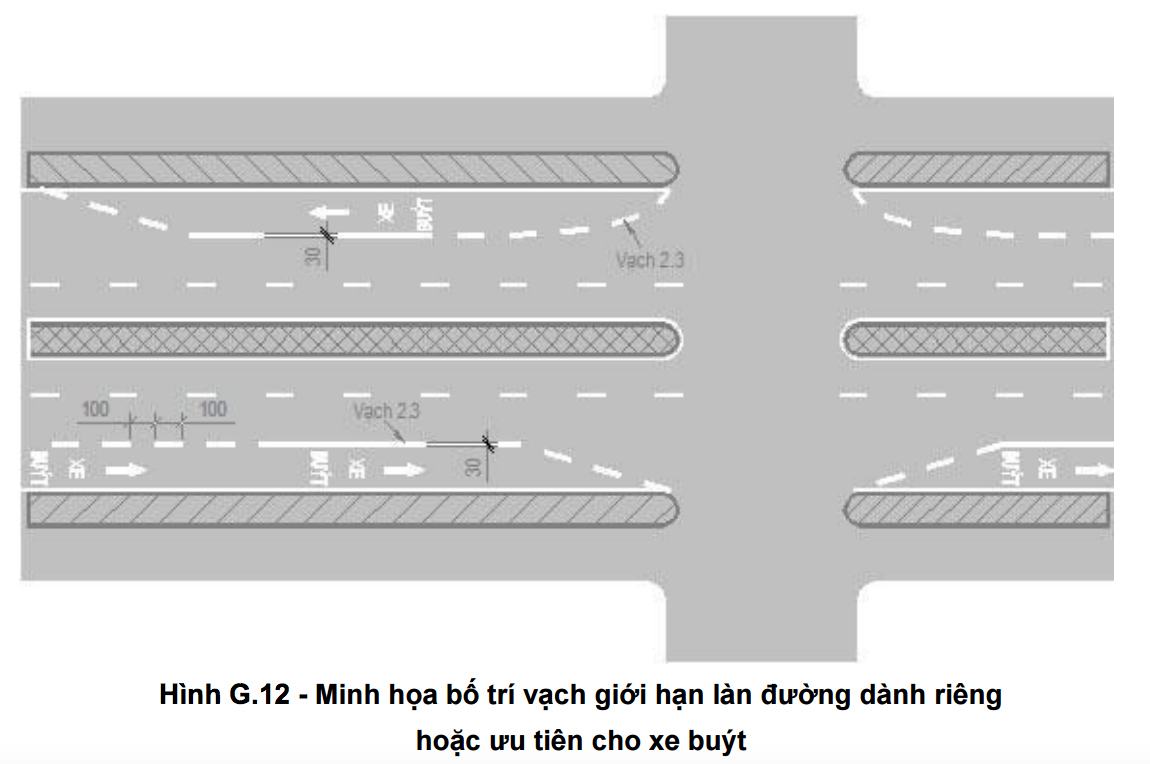 XE
BUÝT
30
Vạch 2.3
100
100
Vạch 2.3
BUÝT
XE
BUÝT
XE
30
BUÝT
XE
Hình G.12 - Minh họa bố trí vạch giới hạn làn đường dành riêng
hoặc ưu tiên cho xe buýt